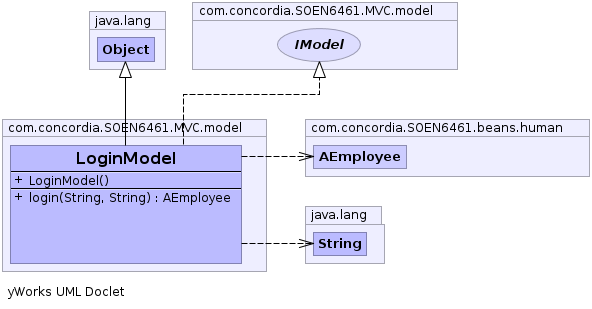 java.lang
Object
com.concordia.SOEN6461.MVC.model
IModel
com.concordia.SOEN6461.MVC.model
LoginModel
+ LoginModel()
+ login(String, String) : AEmployee
com.concordia.SOEN6461.beans.human
AEmployee
java.lang
String
yWorks UML Doclet